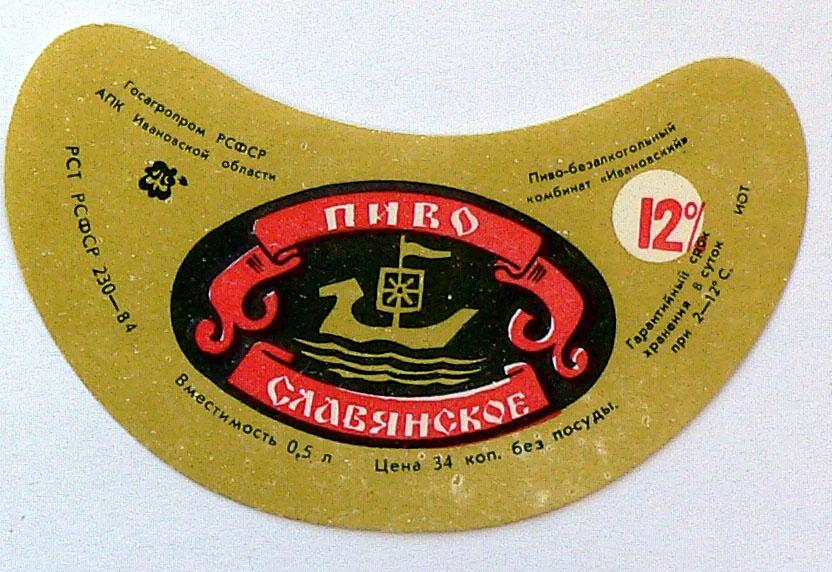 Госагропром РСФСР
АПК Ивановской области
РСТ РСФСР 230—84
Пиво-безалкогольный
комбинат «Ивановский»
12%
ИЮТ
Гарантийный срок
хранения 8 суток
при 2—12° С.
ПИВО
СЛАВЯНСКОЕ
Вместимость 0,5 л
Цена 34 коп. без посуды.